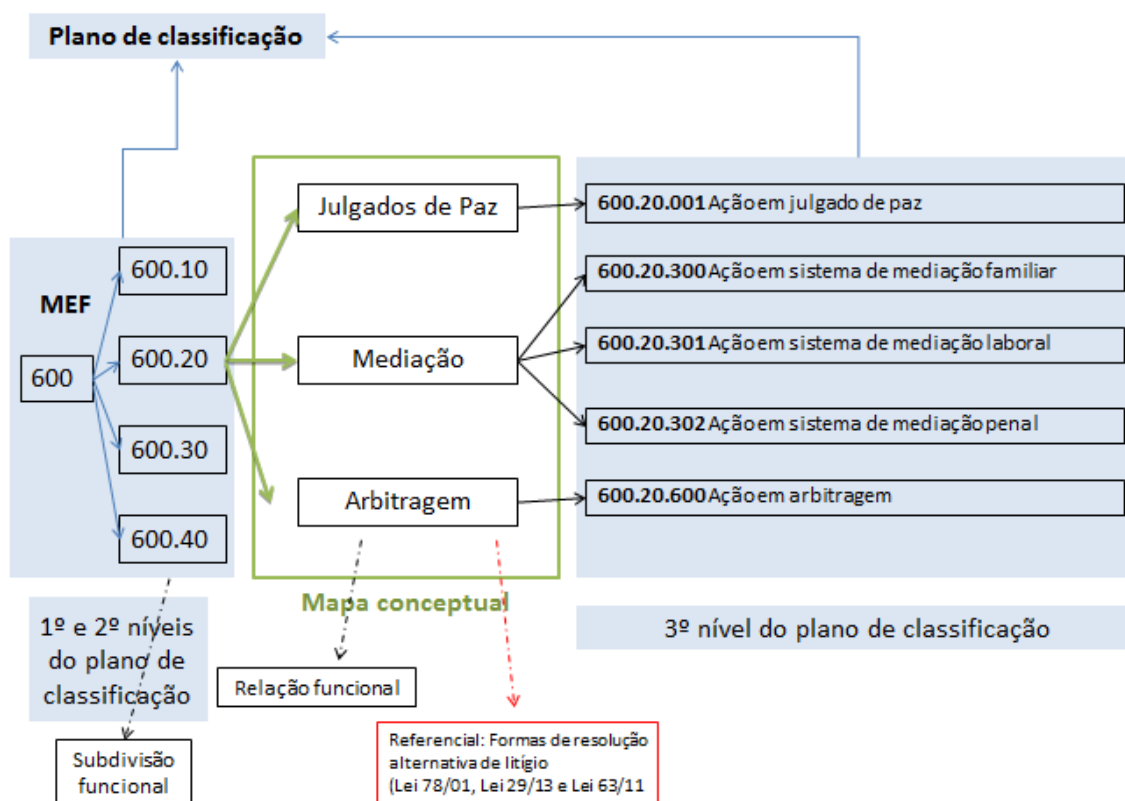 Plano de classificação
MEF
600
600.10
600.20
600.30
600.40
Julgados de Paz
Mediação
Arbitragem
Mapa conceptual
600.20.001 Ação em julgado de paz
600.20.300 Ação em sistema de mediação familiar
600.20.301 Ação em sistema de mediação laboral
600.20.302 Ação em sistema de mediação penal
600.20.600 Ação em arbitragem
1º e 2º níveis
do plano de
classificação
3º nível do plano de classificação
Relação funcional
Subdivisão
funcional
Referencial: Formas de resolução
alternativa de litígio
(Lei 78/01, Lei 29/13 e Lei 63/11